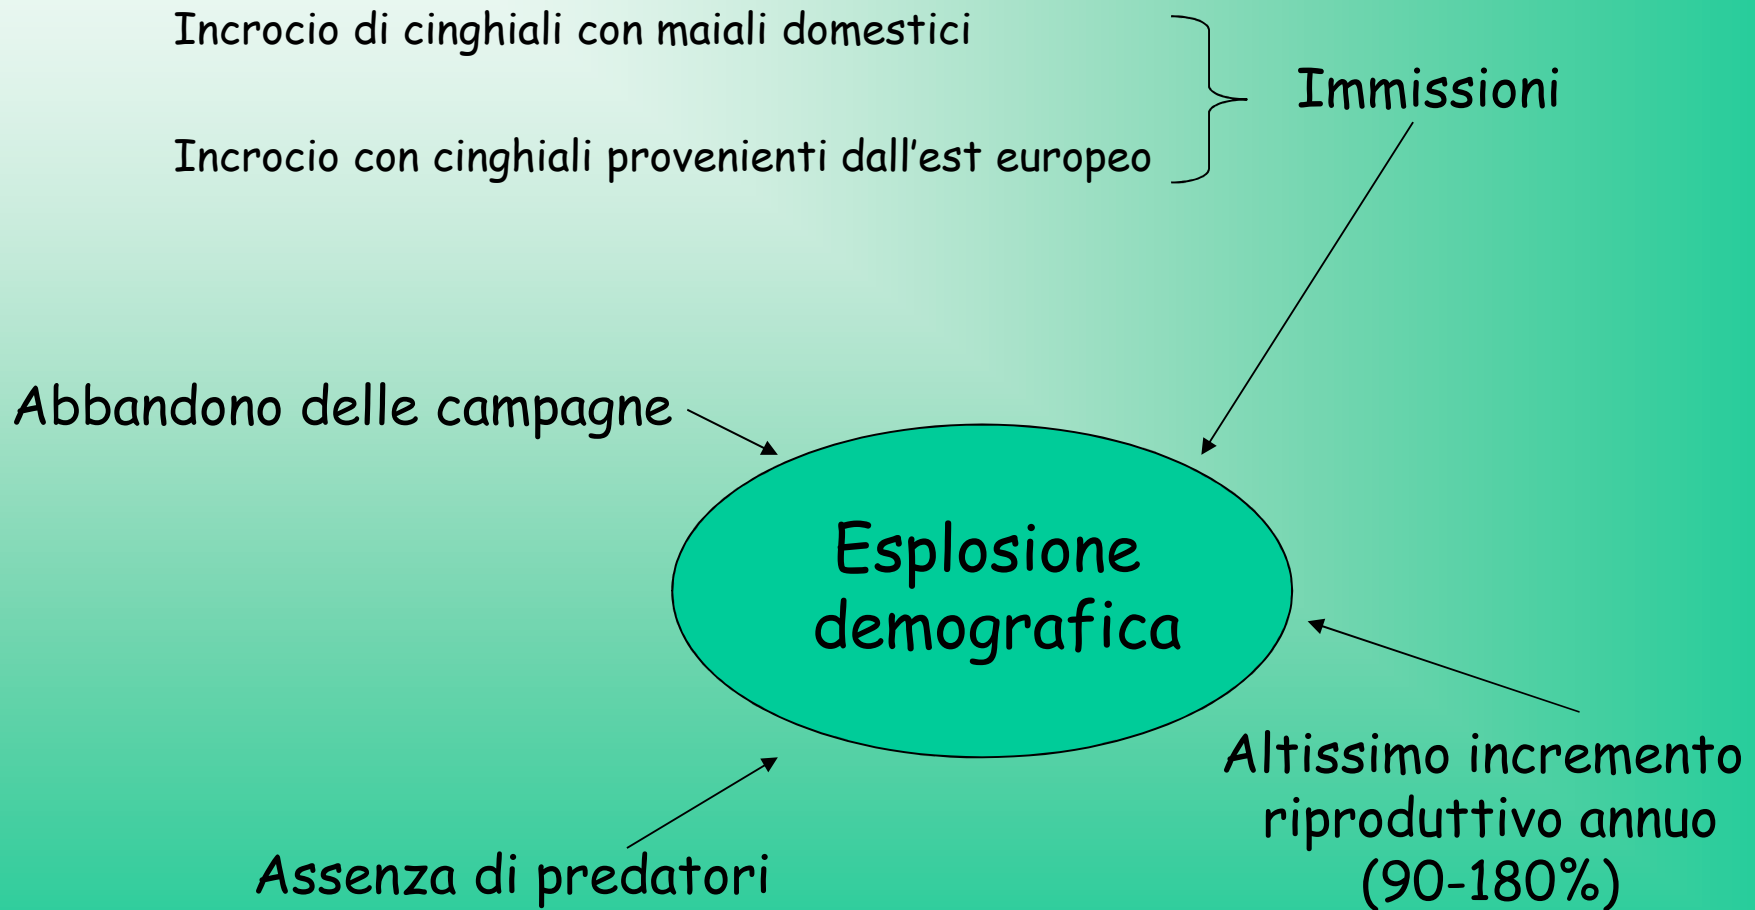 Incrocio di cinghiali con maiali domestici
Immissioni
Incrocio con cinghiali provenienti dall'est europeo
Abbandono delle campagne
Esplosione
demografica
Altissimo incremento
riproduttivo annuo
(90-180%)
Assenza di predatori